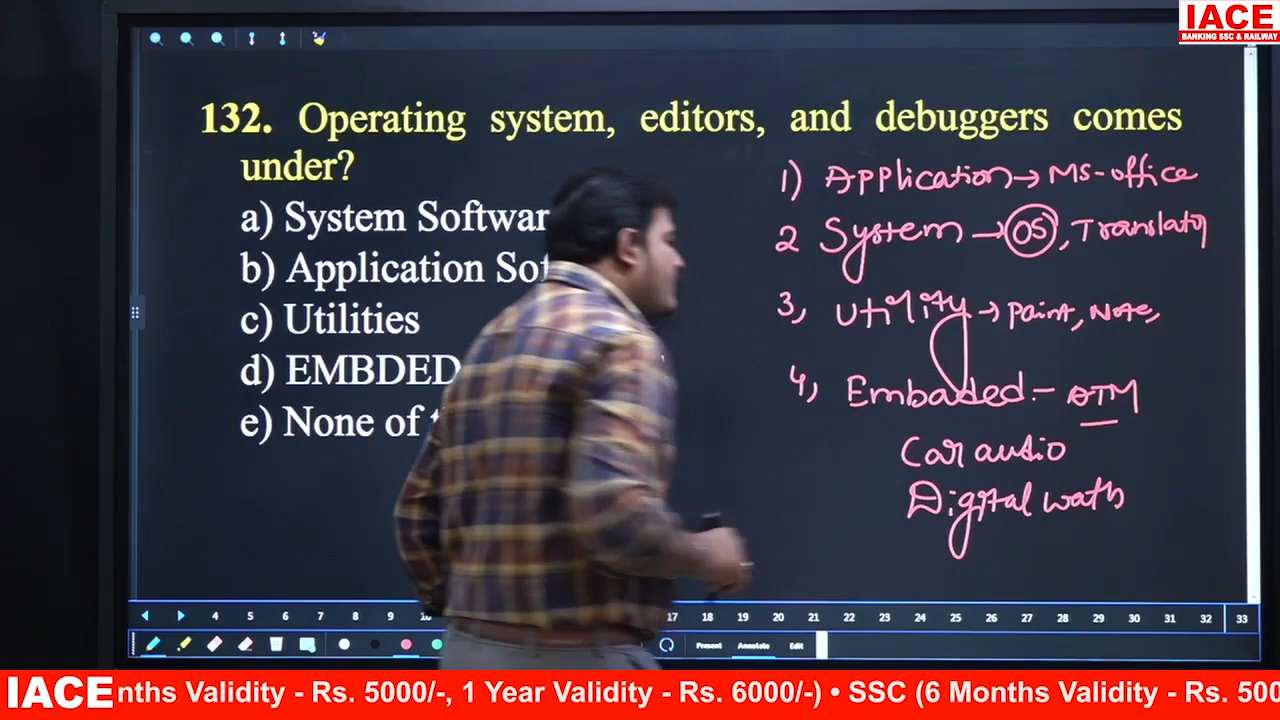 IACE
BANKING SSC & RAILWAY
132. Operating system, editors, and debuggers comes
under?
a) System Softwar
b) Application Sof
c) Utilities
d) EMBDED
e) None of t
1) Application → MS-office
2 System → OS, Translator
3, Utility → paint, Note,
4, Embadded :- ATM
Car audio
Digital wath
4 5 6 7 8 9 10 17 18 19 20 21 22 23 24 25 26 27 28 29 30 31 32 33
Present Annotate Edit
IACE nths Validity - Rs. 5000/-, 1 Year Validity - Rs. 6000/-) • SSC (6 Months Validity - Rs. 500